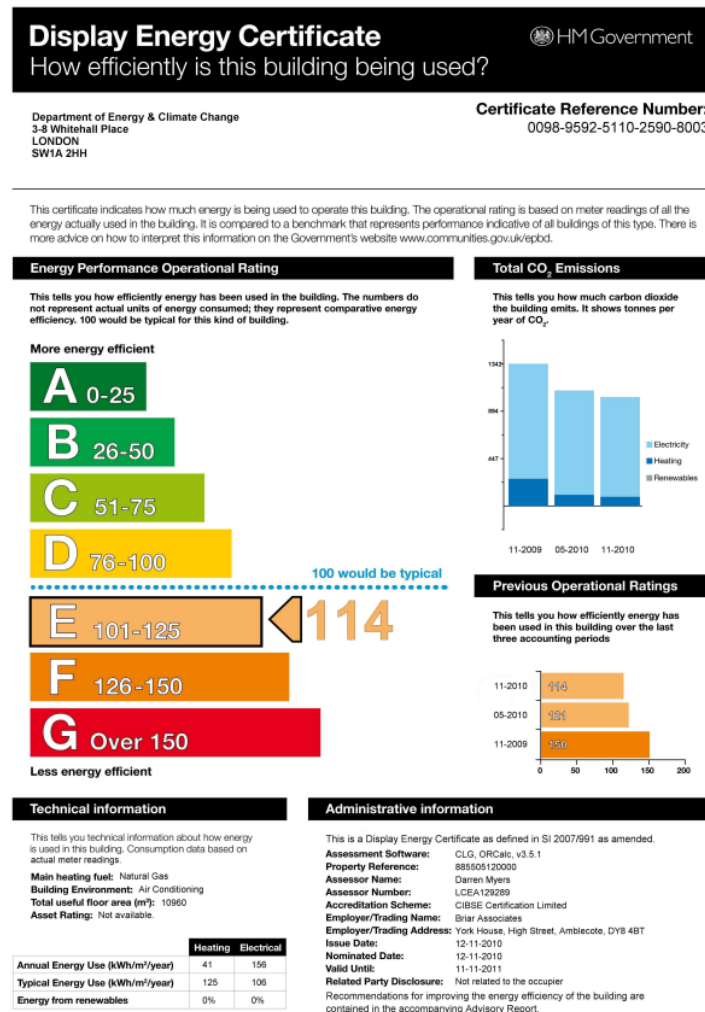 Display Energy Certificate
HM Government
How efficiently is this building being used?
Department of Energy & Climate Change
3-8 Whitehall Place
LONDON
SW1A 2HH
Certificate Reference Number:
0098-9592-5110-2590-8003
This certificate indicates how much energy is being used to operate this building. The operational rating is based on meter readings of all the
energy actually used in the building. It is compared to a benchmark that represents performance indicative of all buildings of this type. There is
more advice on how to interpret this information on the Government's website www.communities.gov.uk/epbd.
Energy Performance Operational Rating
This tells you how efficiently energy has been used in the building. The numbers do
not represent actual units of energy consumed; they represent comparative energy
efficiency. 100 would be typical for this kind of building.
More energy efficient
A 0-25
B 26-50
C 51-75
D 76-100
100 would be typical
E 101-125
114
F 126-150
G Over 150
Less energy efficient
Total CO2 Emissions
This tells you how much carbon dioxide
the building emits. It shows tonnes per
year of CO2.
1342
894
447
Electricity
Heating
Renewables
11-2009 05-2010 11-2010
Previous Operational Ratings
This tells you how efficiently energy has
been used in this building over the last
three accounting periods
11-2010 114
05-2010 121
11-2009 150
0 50 100 150 200
Technical information
This tells you technical information about how energy
is used in this building. Consumption data based on
actual meter readings.
Main heating fuel: Natural Gas
Building Environment: Air Conditioning
Total useful floor area (m²): 10960
Asset Rating: Not available.
Heating Electrical
Annual Energy Use (kWh/m²/year) 41 156
Typical Energy Use (kWh/m²/year) 125 106
Energy from renewables 0% 0%
Administrative information
This is a Display Energy Certificate as defined in SI 2007/991 as amended.
Assessment Software: CLG, ORCalc, v3.5.1
Property Reference: 885505120000
Assessor Name: Darren Myers
Assessor Number: LCEA129289
Accreditation Scheme: CIBSE Certification Limited
Employer/Trading Name: Briar Associates
Employer/Trading Address: York House, High Street, Amblecote, DY8 4BT
Issue Date: 12-11-2010
Nominated Date: 12-11-2010
Valid Until: 11-11-2011
Related Party Disclosure: Not related to the occupier
Recommendations for improving the energy efficiency of the building are
contained in the accompanying Advisory Report.